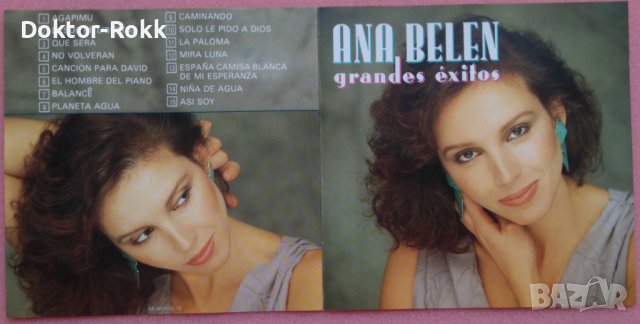 Doktor-Rokk
1 AGAPIMU
3 QUE SERÁ
4 NO VOLVERAN
5 CANCION PARA DAVID
6 EL HOMBRE DEL PIANO
7 BALANCÊ
8 PLANETA AGUA
9 CAMINANDO
10 SOLO LE PIDO A DIOS
11 LA PALOMA
12 MIRA LUNA
13 ESPAÑA CAMISA BLANCA
DE MI ESPERANZA
14 NIÑA DE AGUA
15 ASI SOY
ANA BELEN
grandes éxitos
BAZAR